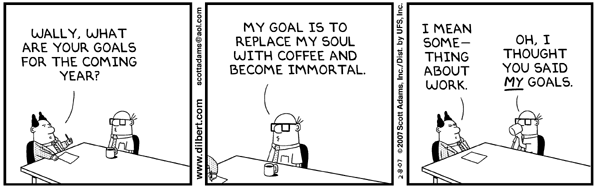 WALLY, WHAT
ARE YOUR GOALS
FOR THE COMING
YEAR?
www.dilbert.com
scottadams@aol.com
MY GOAL IS TO
REPLACE MY SOUL
WITH COFFEE AND
BECOME IMMORTAL.
2-8-07 © 2007 Scott Adams, Inc./Dist. by UFS, Inc.
I MEAN
SOME-
THING
ABOUT
WORK.
OH, I
THOUGHT
YOU SAID
MY GOALS.